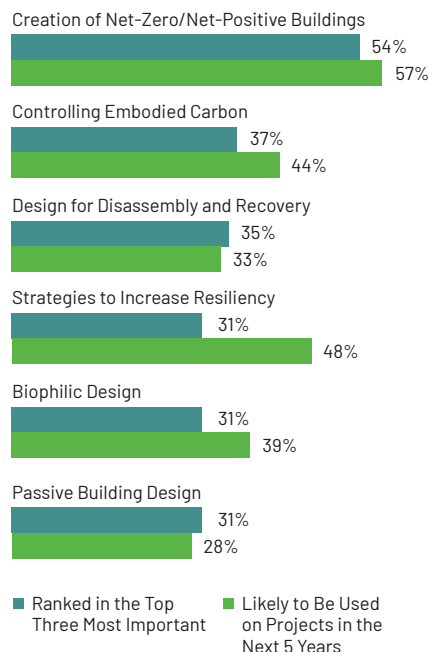 Creation of Net-Zero/Net-Positive Buildings
54%
57%
Controlling Embodied Carbon
37%
44%
Design for Disassembly and Recovery
35%
33%
Strategies to Increase Resiliency
31%
48%
Biophilic Design
31%
39%
Passive Building Design
31%
28%
Ranked in the Top
Three Most Important
Likely to Be Used
on Projects in the
Next 5 Years